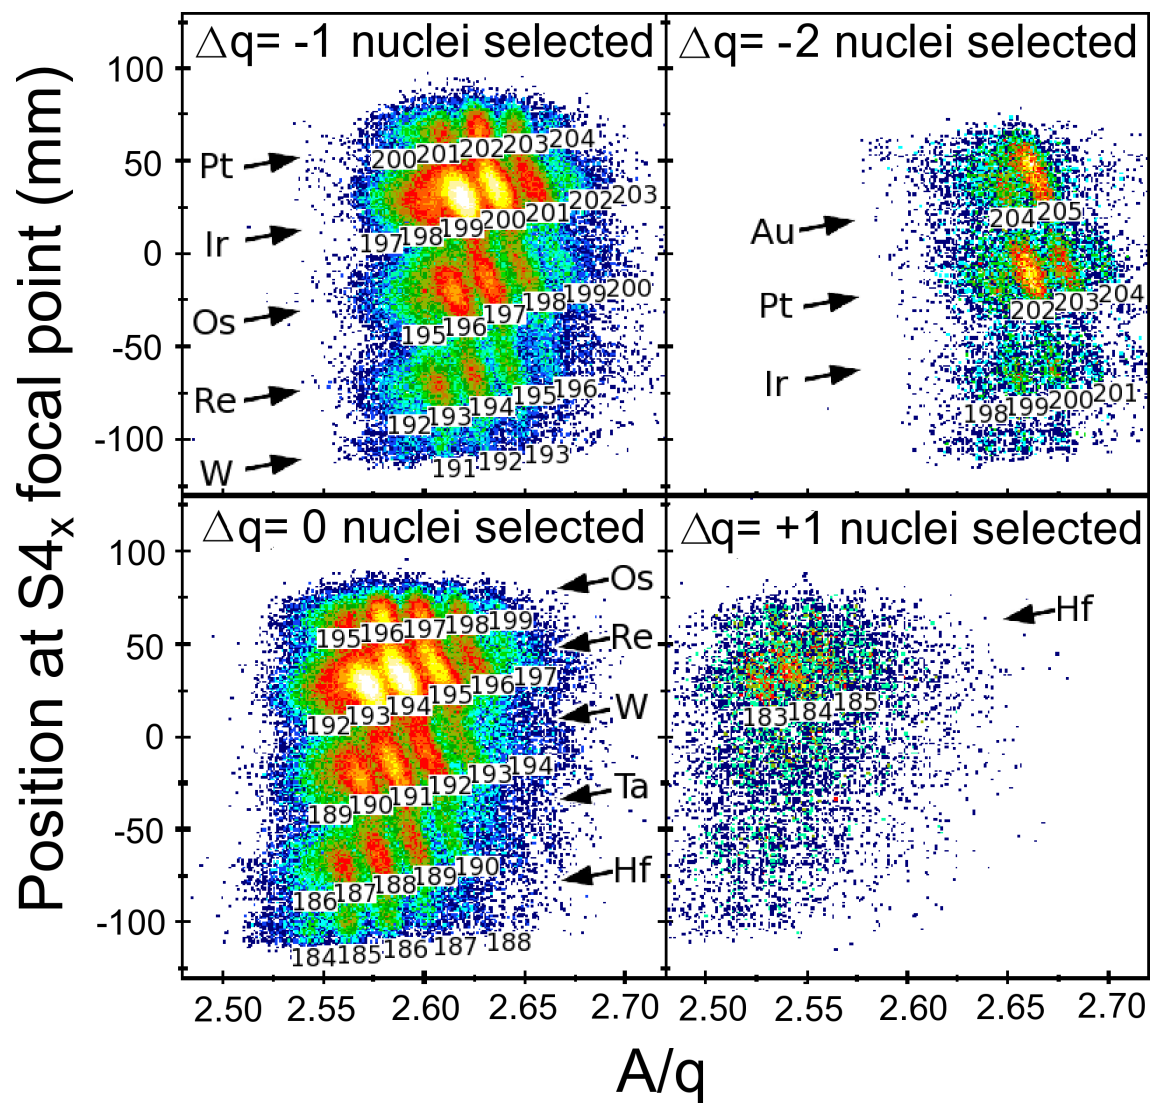 Δq= -1 nuclei selected
Δq= -2 nuclei selected
Position at S4x focal point (mm)
100
50
0
-50
-100
Pt
Ir
Os
Re
W
200 201 202 203 204
197 198 199 200 201 202 203
195 196 197 198 199 200
192 193 194 195 196
191 192 193
Au
Pt
Ir
204 205
202 203 204
198 199 200 201
Δq= 0 nuclei selected
Δq= +1 nuclei selected
100
50
0
-50
-100
Os
Re
W
Ta
Hf
195 196 197 198 199
192 193 194 195 196 197
189 190 191 192 193 194
186 187 188 189 190
184 185 186 187 188
Hf
183 184 185
2.50 2.55 2.60 2.65 2.70
2.50 2.55 2.60 2.65 2.70
A/q